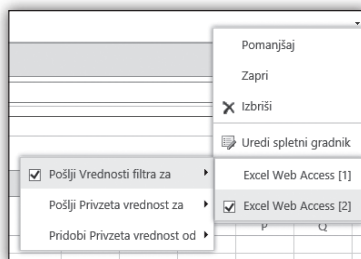 Pomanjšaj
Zapri
Izbriši
Uredi spletni gradnik
Pošlji Vrednosti filtra za
Excel Web Access [1]
Pošlji Privzeta vrednost za
Excel Web Access [2]
Pridobi Privzeta vrednost od
P Q